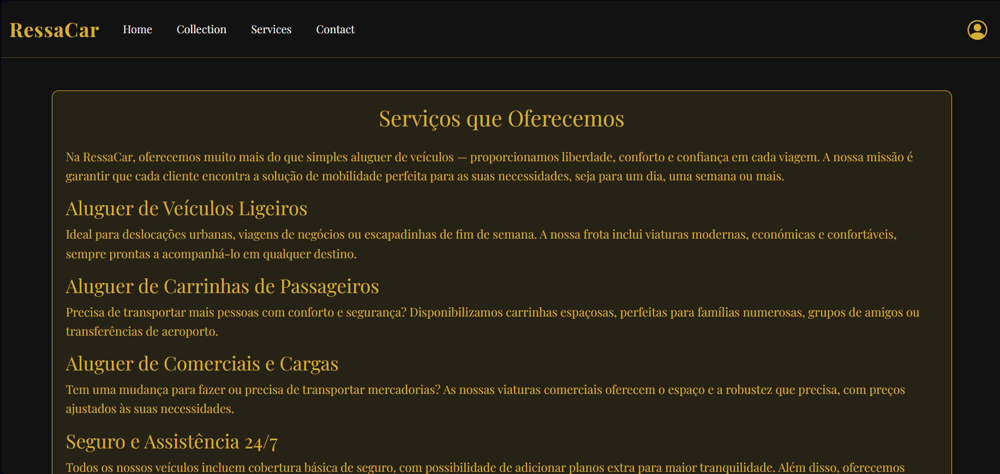 RessaCar Home Collection Services Contact
Serviços que Oferecemos
Na RessaCar, oferecemos muito mais do que simples aluguer de veículos — proporcionamos liberdade, conforto e confiança em cada viagem. A nossa missão é
garantir que cada cliente encontra a solução de mobilidade perfeita para as suas necessidades, seja para um dia, uma semana ou mais.
Aluguer de Veículos Ligeiros
Ideal para deslocações urbanas, viagens de negócios ou escapadinhas de fim de semana. A nossa frota inclui viaturas modernas, económicas e confortáveis,
sempre prontas a acompanhá-lo em qualquer destino.
Aluguer de Carrinhas de Passageiros
Precisa de transportar mais pessoas com conforto e segurança? Disponibilizamos carrinhas espaçosas, perfeitas para famílias numerosas, grupos de amigos ou
transferências de aeroporto.
Aluguer de Comerciais e Cargas
Tem uma mudança para fazer ou precisa de transportar mercadorias? As nossas viaturas comerciais oferecem o espaço e a robustez que precisa, com preços
ajustados às suas necessidades.
Seguro e Assistência 24/7
Todos os nossos veículos incluem cobertura básica de seguro, com possibilidade de adicionar planos extra para maior tranquilidade. Além disso, oferecemos